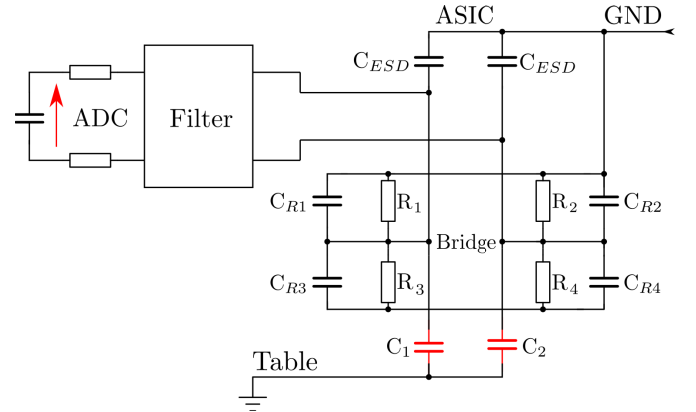 ASIC GND
C_ESD C_ESD
ADC Filter
C_R1 R_1 R_2 C_R2
Bridge
C_R3 R_3 R_4 C_R4
C_1 C_2
Table